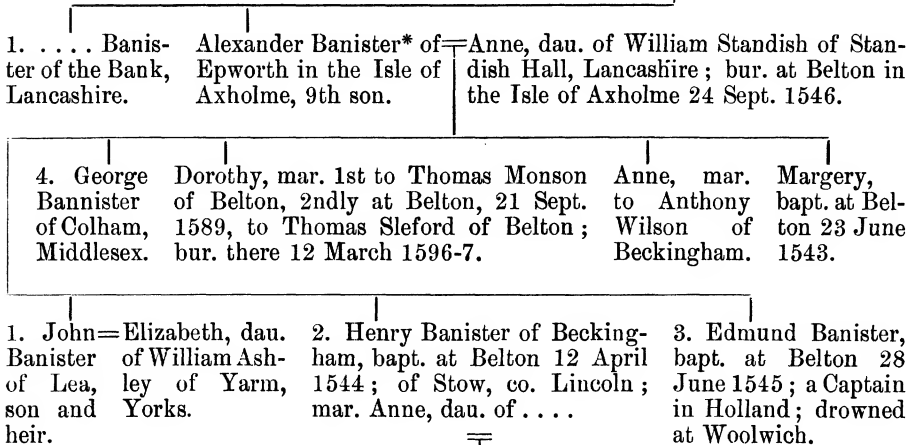 1. . . . . Banis-
ter of the Bank,
Lancashire.
Alexander Banister* of
Epworth in the Isle of
Axholme, 9th son.
Anne, dau. of William Standish of Stan-
dish Hall, Lancashire ; bur. at Belton in
the Isle of Axholme 24 Sept. 1546.
4. George
Bannister
of Colham,
Middlesex.
Dorothy, mar. 1st to Thomas Monson
of Belton, 2ndly at Belton, 21 Sept.
1589, to Thomas Sleford of Belton ;
bur. there 12 March 1596-7.
Anne, mar.
to Anthony
Wilson of
Beckingham.
Margery,
bapt. at Bel-
ton 23 June
1543.
1. John
Banister
of Lea,
son and
heir.
Elizabeth, dau.
of William Ash-
ley of Yarm,
Yorks.
2. Henry Banister of Becking-
ham, bapt. at Belton 12 April
1544 ; of Stow, co. Lincoln ;
mar. Anne, dau. of . . . .
3. Edmund Banister,
bapt. at Belton 28
June 1545 ; a Captain
in Holland ; drowned
at Woolwich.